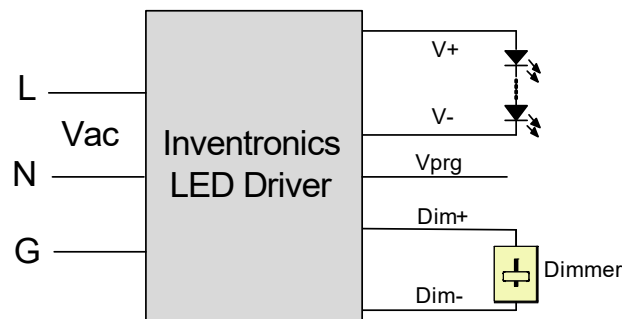 L
Vac
N
G
Inventronics
LED Driver
V+
V-
Vprg
Dim+
Dim-
Dimmer